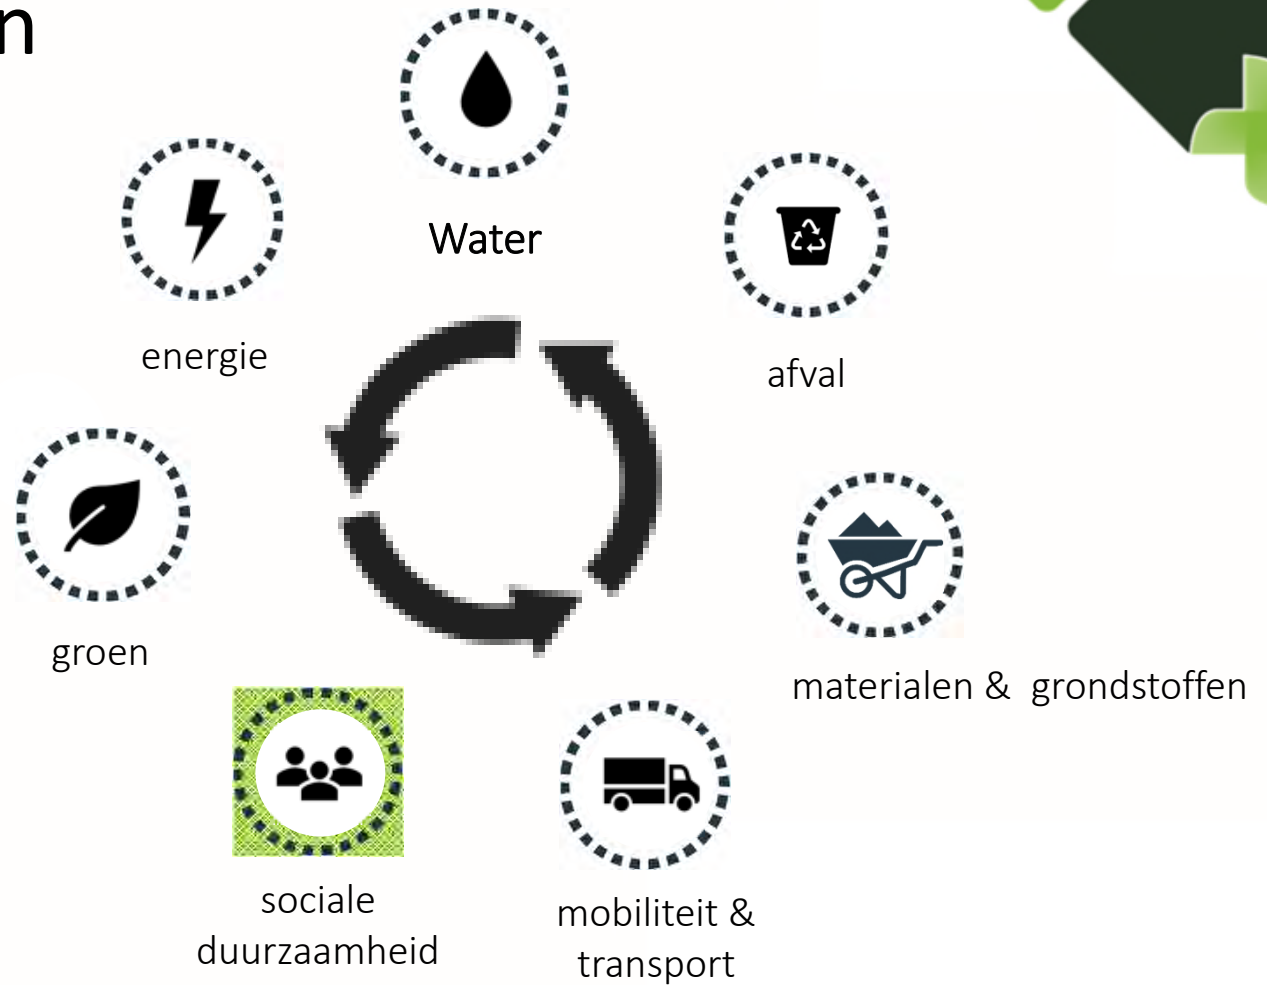 n
Water
energie
afval
groen
materialen & grondstoffen
sociale
duurzaamheid
mobiliteit &
transport